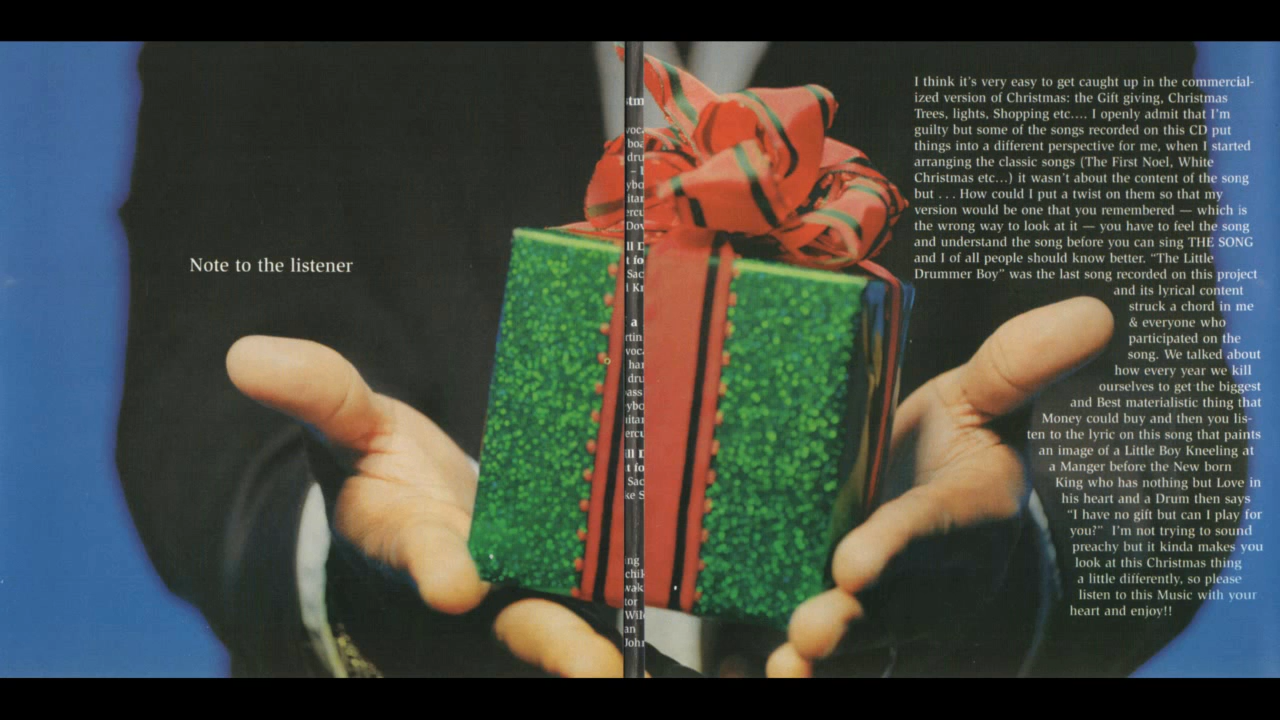 Note to the listener
I think it's very easy to get caught up in the commercial-
ized version of Christmas: the Gift giving, Christmas
Trees, lights, Shopping etc.... I openly admit that I'm
guilty but some of the songs recorded on this CD put
things into a different perspective for me, when I started
arranging the classic songs (The First Noel, White
Christmas etc...) it wasn't about the content of the song
but . . . How could I put a twist on them so that my
version would be one that you remembered — which is
the wrong way to look at it — you have to feel the song
and understand the song before you can sing THE SONG
and I of all people should know better. “The Little
Drummer Boy” was the last song recorded on this project
and its lyrical content
struck a chord in me
& everyone who
participated on the
song. We talked about
how every year we kill
ourselves to get the biggest
and Best materialistic thing that
Money could buy and then you lis-
ten to the lyric on this song that paints
an image of a Little Boy Kneeling at
a Manger before the New born
King who has nothing but Love in
his heart and a Drum then says
“I have no gift but can I play for
you?” I'm not trying to sound
preachy but it kinda makes you
look at this Christmas thing
a little differently, so please
listen to this Music with your
heart and enjoy!!